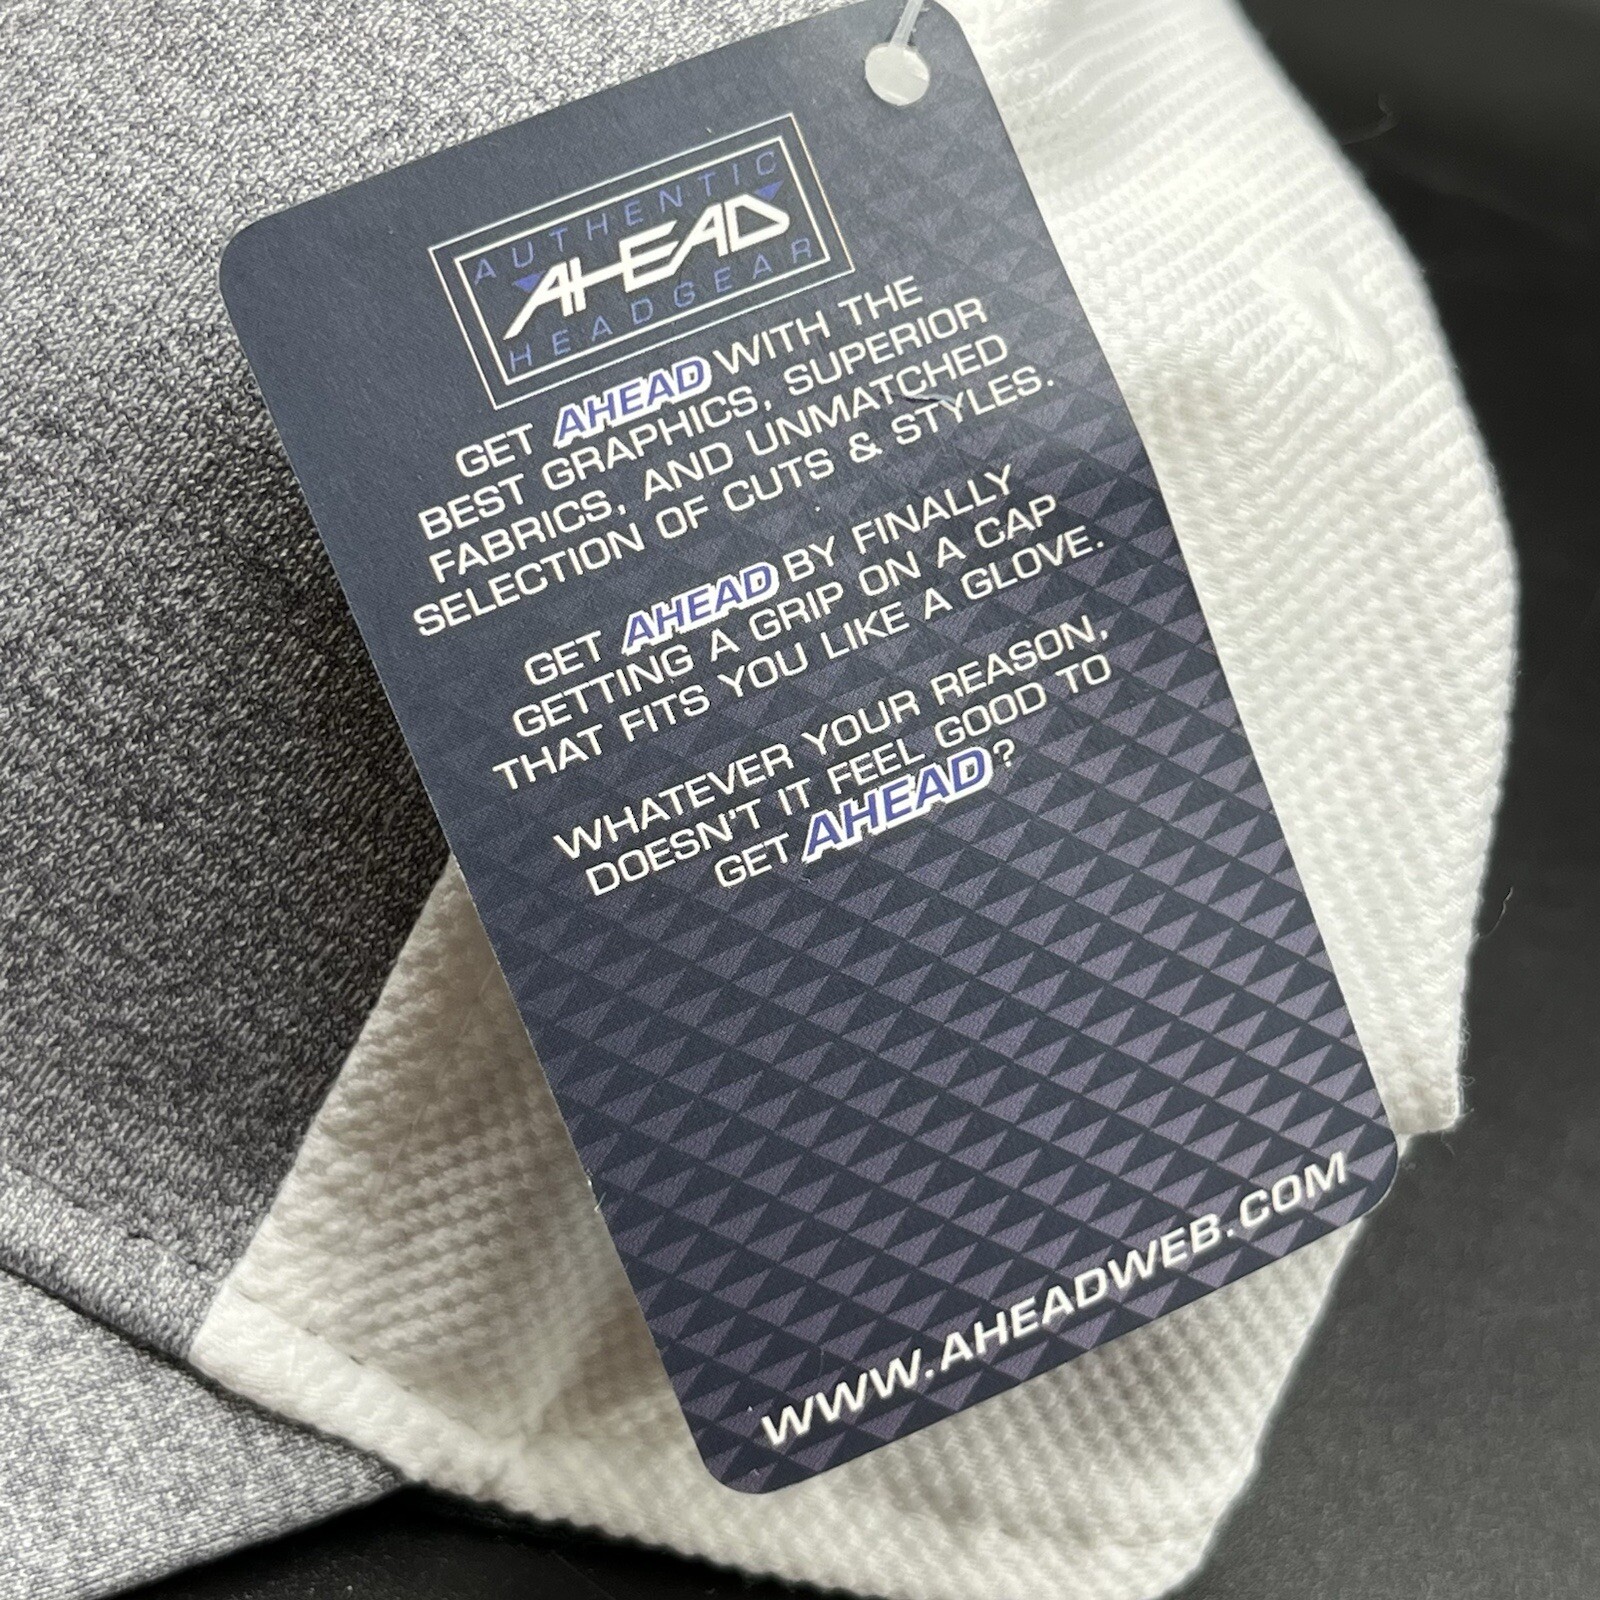 AUTHENTIC
AHEAD
HEADGEAR
GET AHEAD WITH THE
BEST GRAPHICS, SUPERIOR
FABRICS, AND UNMATCHED
SELECTION OF CUTS & STYLES.
GET AHEAD BY FINALLY
GETTING A GRIP ON A CAP
THAT FITS YOU LIKE A GLOVE.
WHATEVER YOUR REASON,
DOESN'T IT FEEL GOOD TO
GET AHEAD?
WWW.AHEADWEB.COM